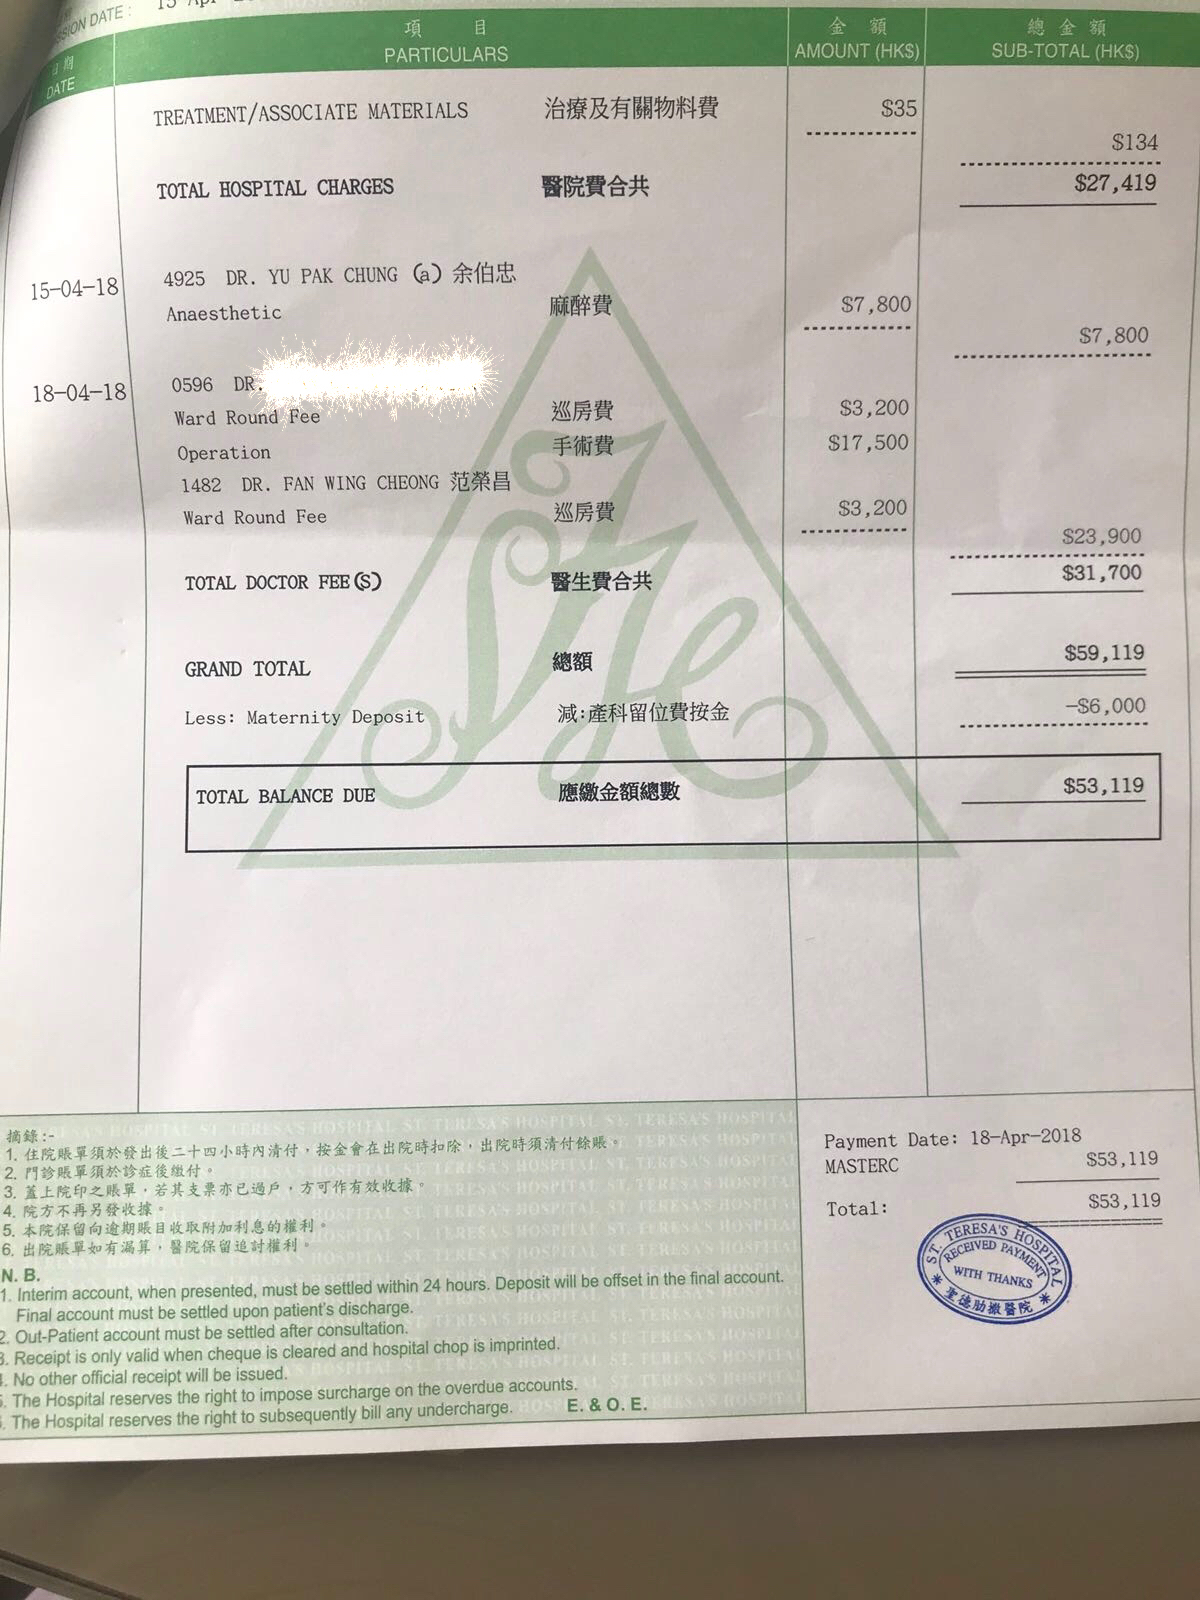 SSION DATE : 15 Apr
日期 項 目 金 額 總 金 額
DATE PARTICULARS AMOUNT (HK$) SUB-TOTAL (HK$)
TREATMENT/ASSOCIATE MATERIALS 治療及有關物料費 $35
$134
TOTAL HOSPITAL CHARGES 醫院費合共 $27,419
15-04-18 4925 DR. YU PAK CHUNG (a) 余伯忠
Anaesthetic 麻醉費 $7,800
$7,800
18-04-18 0596 DR.
Ward Round Fee 巡房費 $3,200
Operation 手術費 $17,500
1482 DR. FAN WING CHEONG 范榮昌
Ward Round Fee 巡房費 $3,200
$23,900
TOTAL DOCTOR FEE(S) 醫生費合共 $31,700
GRAND TOTAL 總額 $59,119
Less: Maternity Deposit 減:產科留位費按金 -$6,000
TOTAL BALANCE DUE 應繳金額總數 $53,119
摘錄:-
1. 住院賬單須於發出後二十四小時內清付，按金會在出院時扣除，出院時須清付餘賬。
2. 門診賬單須於診症後繳付。
3. 蓋上院印之賬單，若其支票亦已過戶，方可作有效收據。
4. 院方不再另發收據。
5. 本院保留向逾期賬目收取附加利息的權利。
6. 出院賬單如有漏算，醫院保留追討權利。
N. B.
1. Interim account, when presented, must be settled within 24 hours. Deposit will be offset in the final account.
Final account must be settled upon patient's discharge.
2. Out-Patient account must be settled after consultation.
3. Receipt is only valid when cheque is cleared and hospital chop is imprinted.
. No other official receipt will be issued.
. The Hospital reserves the right to impose surcharge on the overdue accounts.
. The Hospital reserves the right to subsequently bill any undercharge. E. & O. E.
Payment Date: 18-Apr-2018
MASTERC $53,119
Total: $53,119
ST. TERESA'S HOSPITAL
RECEIVED PAYMENT
WITH THANKS
聖德肋撒醫院